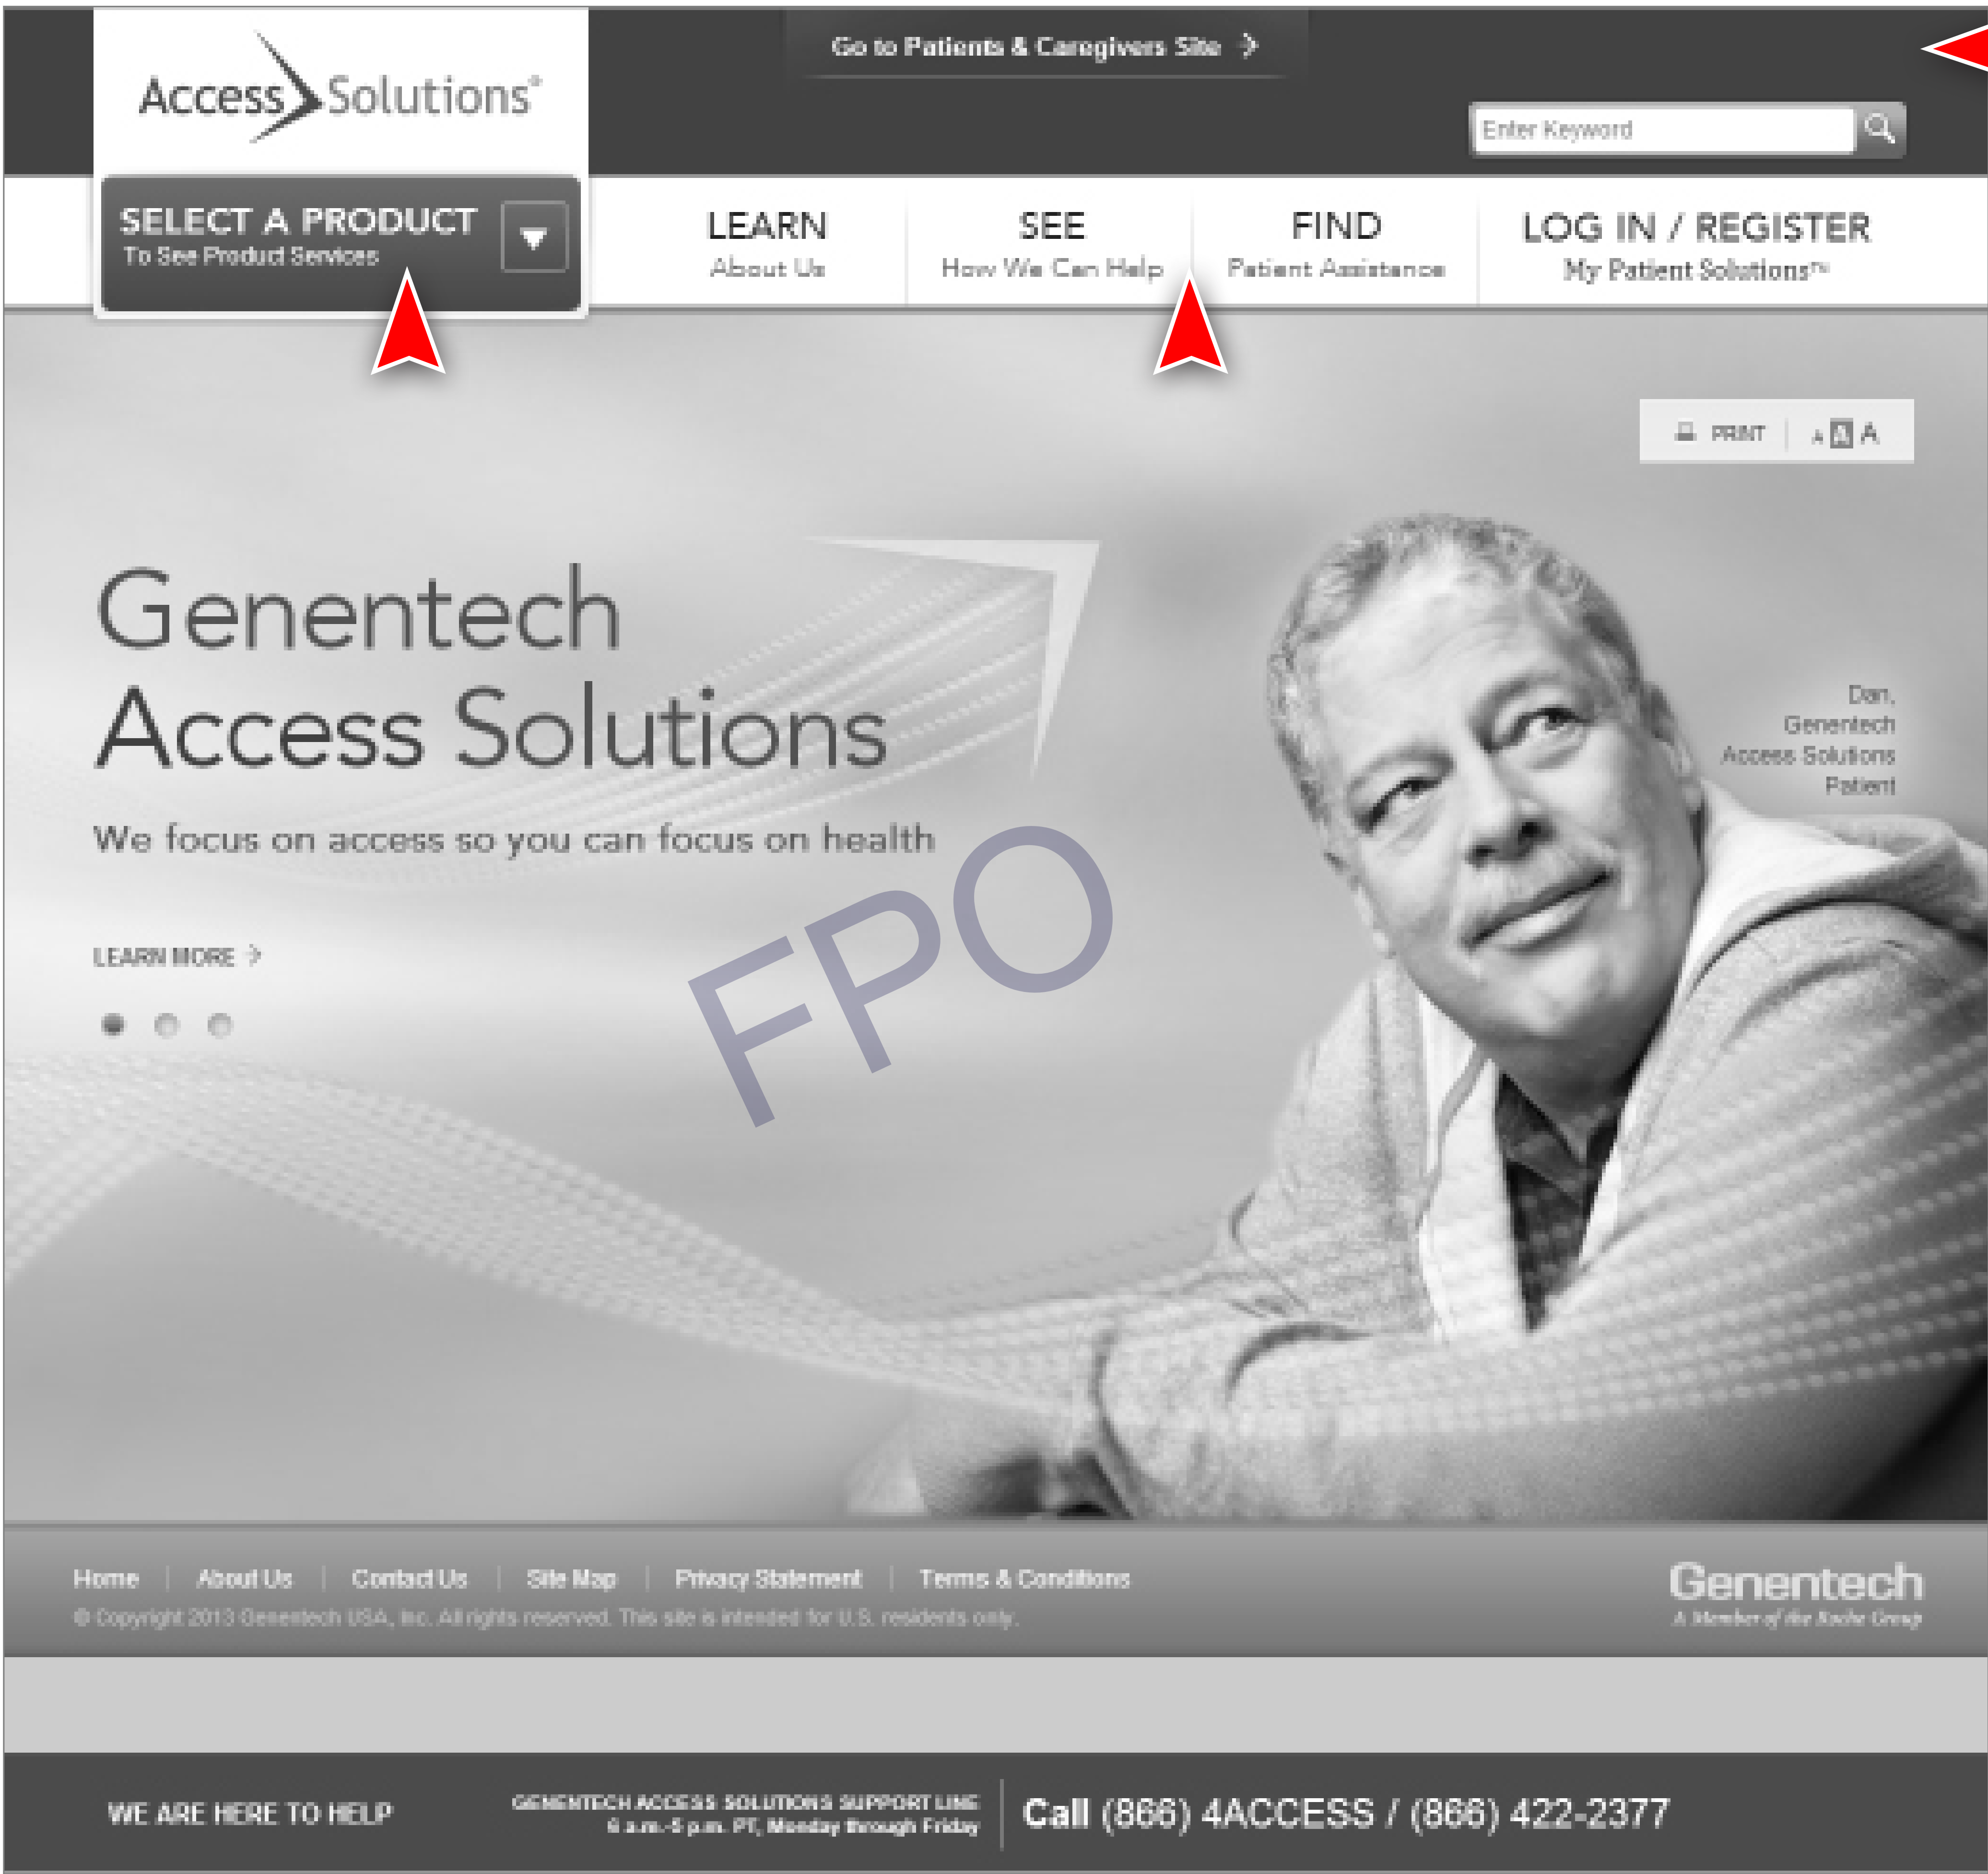 Go to Patients & Caregivers Site
Access Solutions®
Enter Keyword
SELECT A PRODUCT
To See Product Services
LEARN
About Us
SEE
How We Can Help
FIND
Patient Assistance
LOG IN / REGISTER
My Patient Solutions™
PRINT
A A A
Genentech
Access Solutions
We focus on access so you can focus on health
LEARN MORE
Dan,
Genentech
Access Solutions
Patient
FPO
Home
About Us
Contact Us
Site Map
Privacy Statement
Terms & Conditions
© Copyright 2013 Genentech USA, Inc. All rights reserved. This site is intended for U.S. residents only.
Genentech
A Member of the Roche Group
WE ARE HERE TO HELP
GENENTECH ACCESS SOLUTIONS SUPPORT LINE
6 a.m.-5 p.m. PT, Monday through Friday
Call (866) 4ACCESS / (866) 422-2377